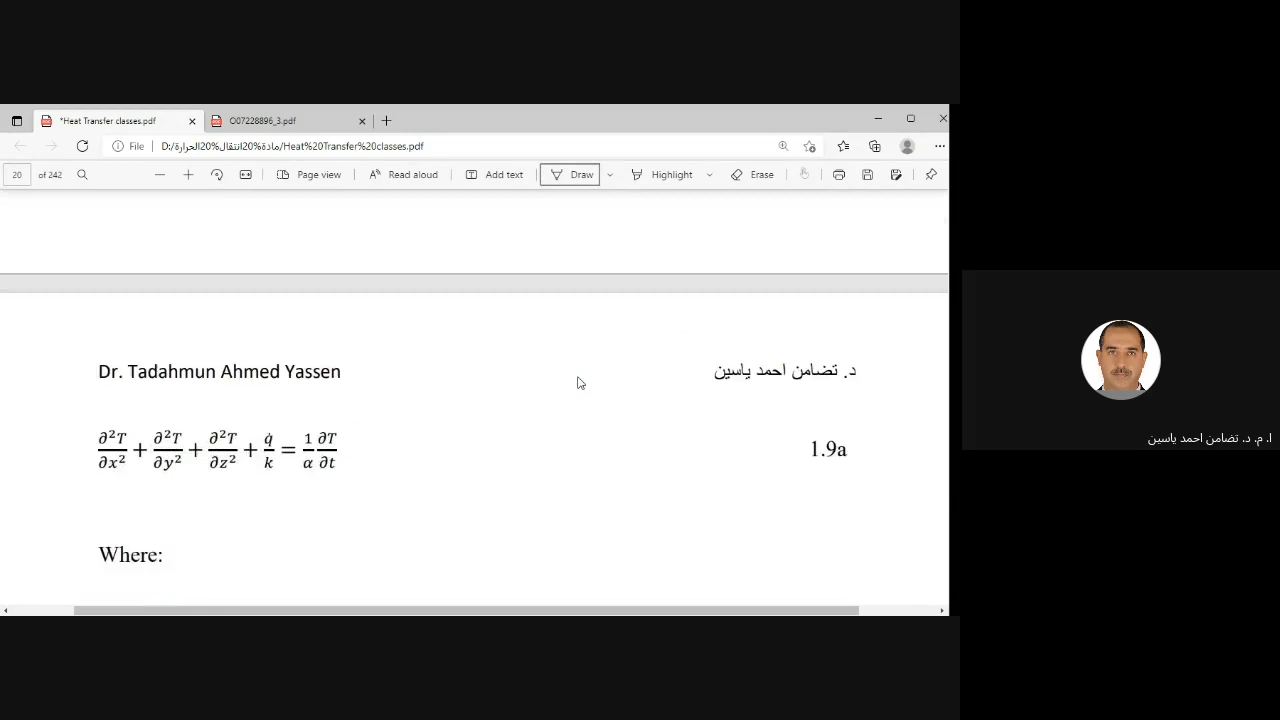 *Heat Transfer classes.pdf
O07228896_3.pdf
File D:/مادة%20انتقال%20الحرارة/Heat%20Transfer%20classes.pdf
20 of 242 Page view Read aloud Add text Draw Highlight Erase
Dr. Tadahmun Ahmed Yassen د. تضامن احمد ياسين
∂²T/∂x² + ∂²T/∂y² + ∂²T/∂z² + q̇/k = 1/α ∂T/∂t 1.9a
Where:
ا. م. د. تضامن احمد ياسين